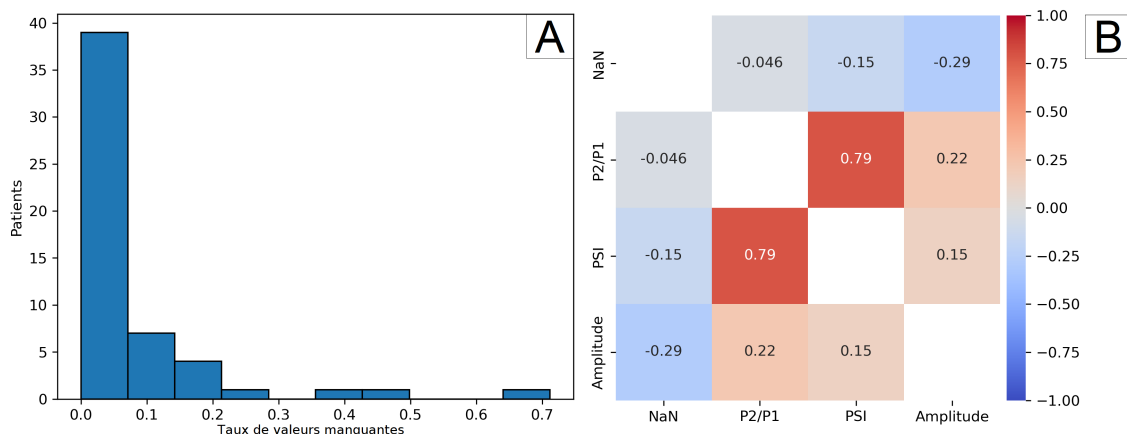 A
40
35
30
25
20
15
10
5
0
Patients
0.0 0.1 0.2 0.3 0.4 0.5 0.6 0.7
Taux de valeurs manquantes
B
NaN -0.046 -0.15 -0.29
P2/P1 -0.046 0.79 0.22
PSI -0.15 0.79 0.15
Amplitude -0.29 0.22 0.15
NaN P2/P1 PSI Amplitude
1.00
0.75
0.50
0.25
0.00
−0.25
−0.50
−0.75
−1.00